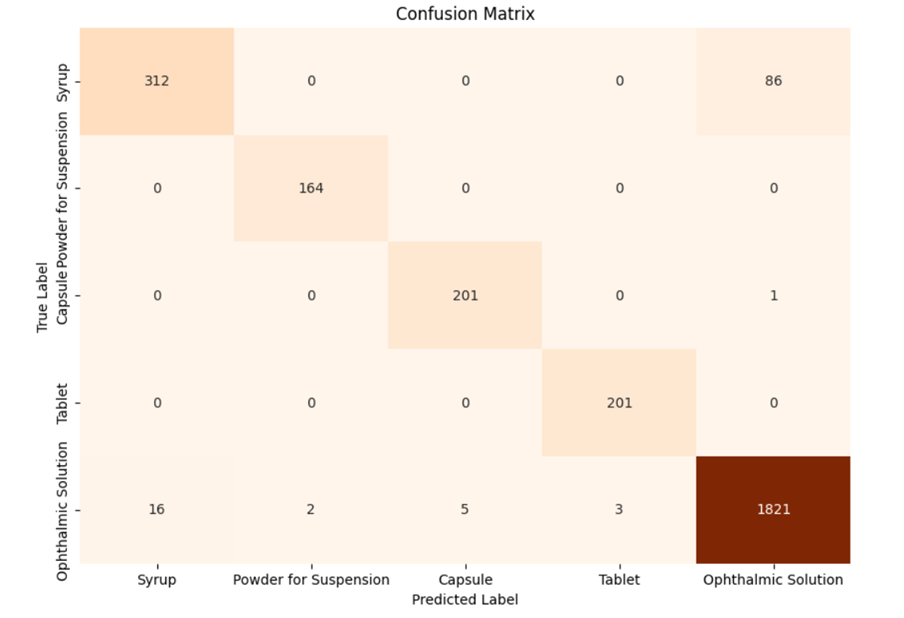 Confusion Matrix
Syrup
312 0 0 0 86
Powder for Suspension
0 164 0 0 0
Capsule
0 0 201 0 1
Tablet
0 0 0 201 0
Ophthalmic Solution
16 2 5 3 1821
True Label
Syrup Powder for Suspension Capsule Tablet Ophthalmic Solution
Predicted Label